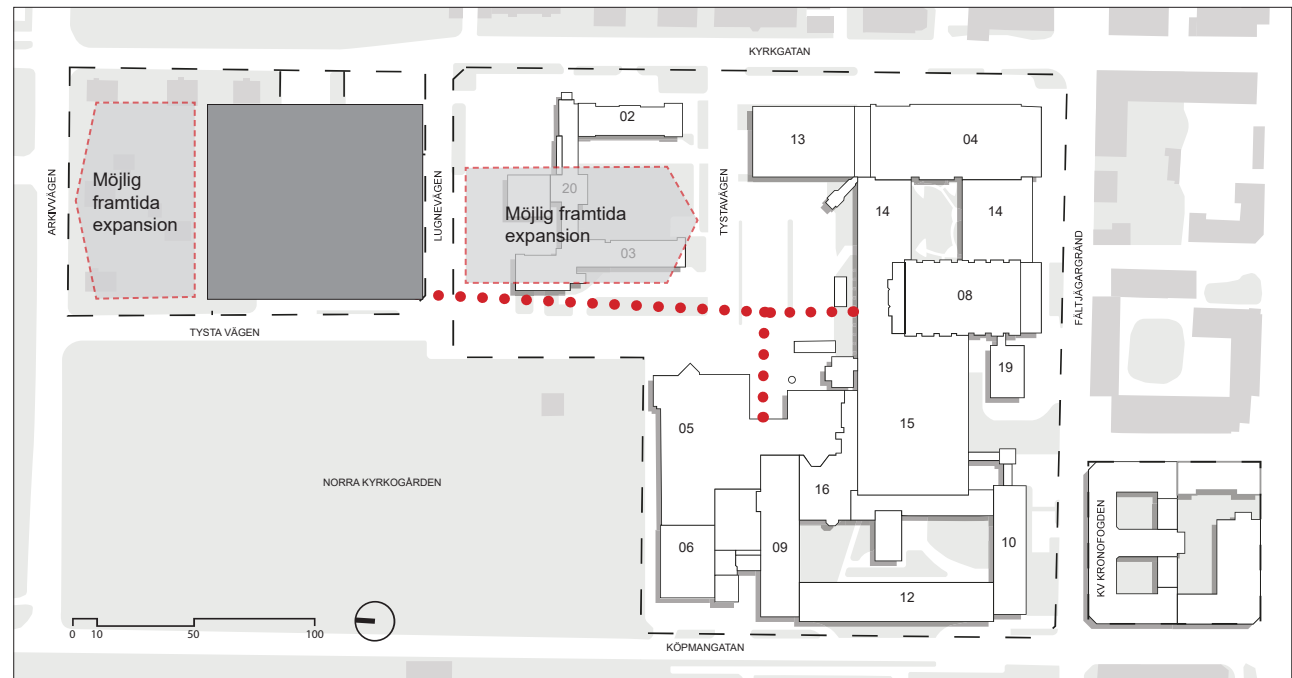 KYRKGATAN
02
13
04
Möjlig
framtida
expansion
ARKIVVÄGEN
LUGNEVÄGEN
20
Möjlig framtida
expansion
03
TYSTAVÄGEN
14
14
FÄLTJÄGARGRÄND
08
TYSTA VÄGEN
19
05
15
NORRA KYRKOGÅRDEN
16
06
09
10
KV KRONOFOGDEN
12
0 10 50 100
KÖPMANGATAN